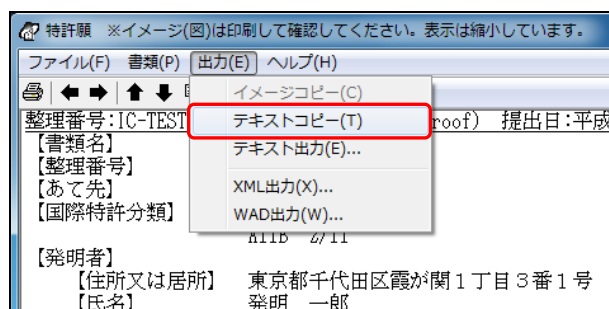 特許願 ※イメージ(図)は印刷して確認してください。表示は縮小しています。
ファイル(F) 書類(P) 出力(E) ヘルプ(H)
イメージコピー(C)
テキストコピー(T)
テキスト出力(E)...
XML出力(X)...
WAD出力(W)...
整理番号:IC-TEST roof) 提出日:平成
【書類名】
【整理番号】
【あて先】
【国際特許分類】
【発明者】
【住所又は居所】 東京都千代田区霞が関1丁目3番1号
【氏名】 発明 一郎